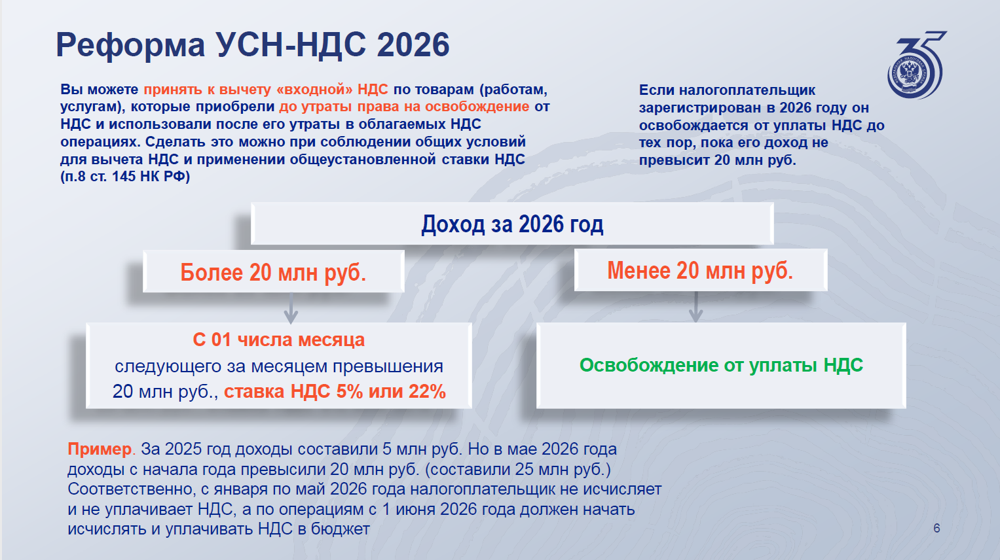 Реформа УСН-НДС 2026
Вы можете принять к вычету «входной» НДС по товарам (работам,
услугам), которые приобрели до утраты права на освобождение от
НДС и использовали после его утраты в облагаемых НДС
операциях. Сделать это можно при соблюдении общих условий
для вычета НДС и применении общеустановленной ставки НДС
(п.8 ст. 145 НК РФ)
Если налогоплательщик
зарегистрирован в 2026 году он
освобождается от уплаты НДС до
тех пор, пока его доход не
превысит 20 млн руб.
35
Доход за 2026 год
Более 20 млн руб.
Менее 20 млн руб.
С 01 числа месяца
следующего за месяцем превышения
20 млн руб., ставка НДС 5% или 22%
Освобождение от уплаты НДС
Пример. За 2025 год доходы составили 5 млн руб. Но в мае 2026 года
доходы с начала года превысили 20 млн руб. (составили 25 млн руб.)
Соответственно, с января по май 2026 года налогоплательщик не исчисляет
и не уплачивает НДС, а по операциям с 1 июня 2026 года должен начать
исчислять и уплачивать НДС в бюджет
6